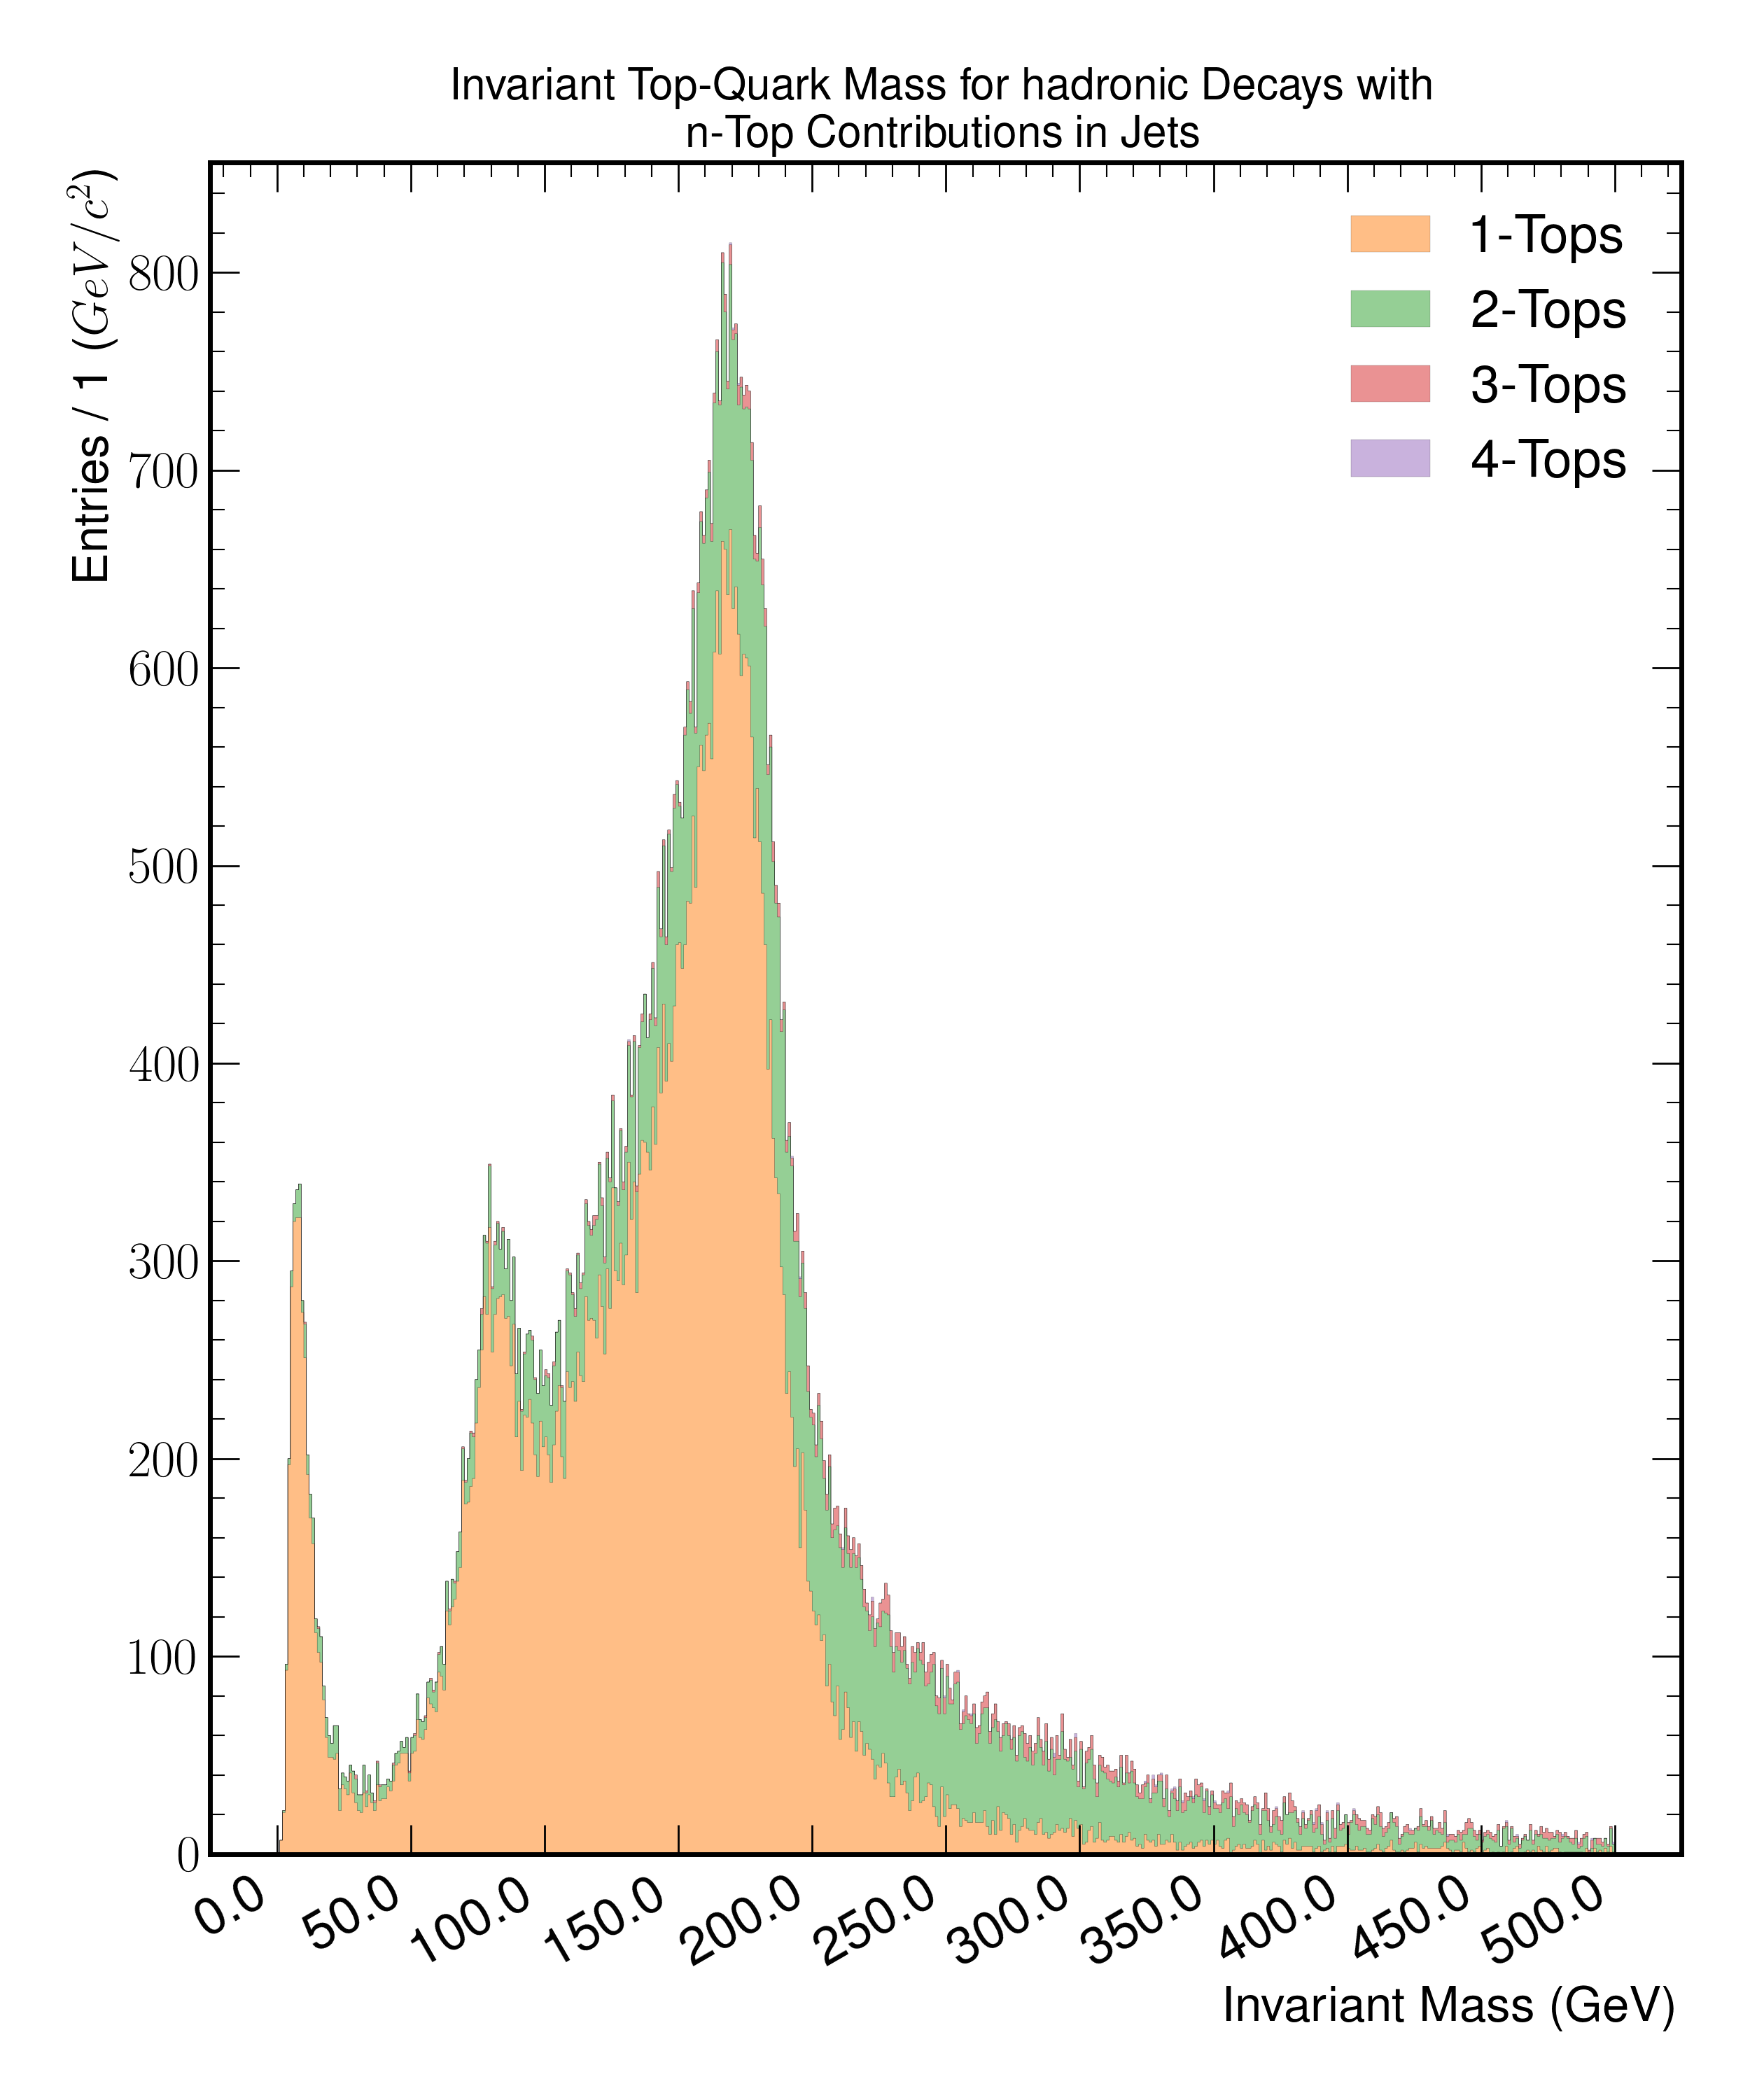 Invariant Top-Quark Mass for hadronic Decays with
n-Top Contributions in Jets
Entries / 1 (GeV/c²)
800
700
600
500
400
300
200
100
0
1-Tops
2-Tops
3-Tops
4-Tops
0.0 50.0 100.0 150.0 200.0 250.0 300.0 350.0 400.0 450.0 500.0
Invariant Mass (GeV)